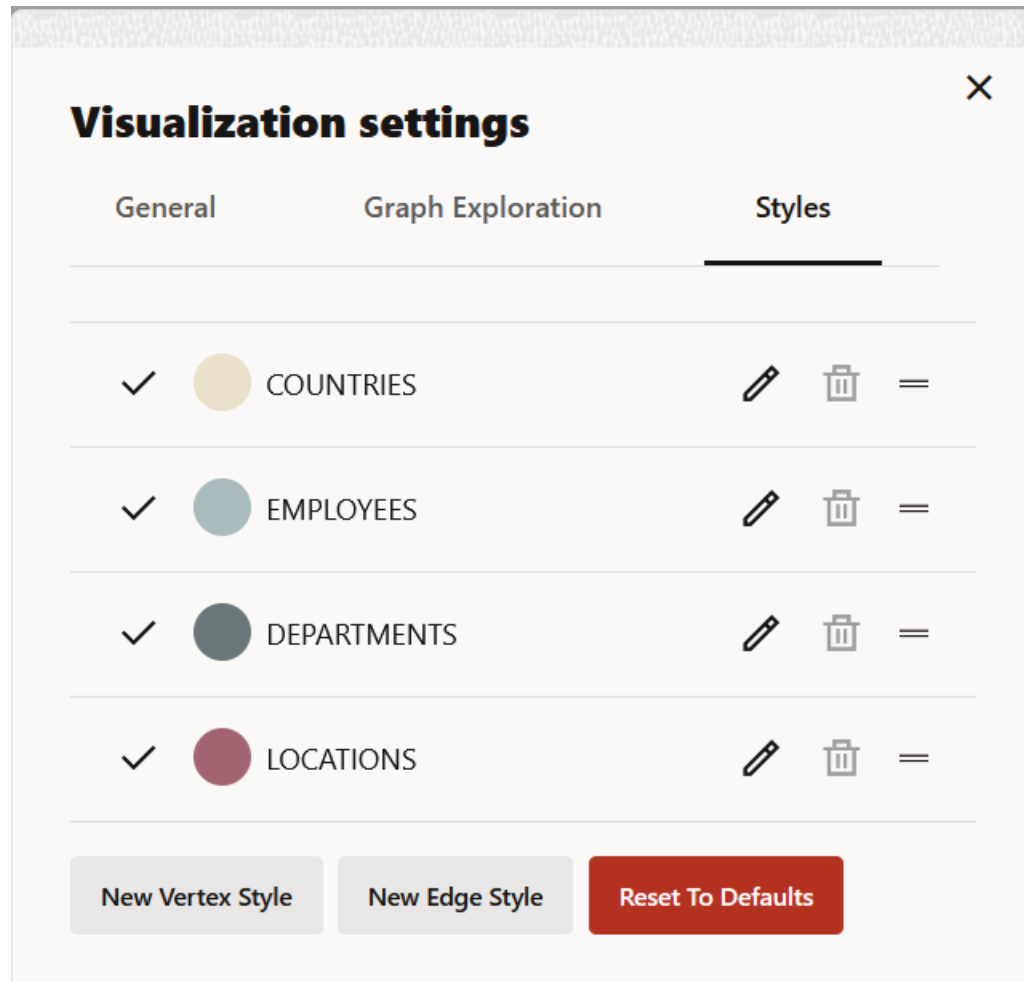 Visualization settings
General Graph Exploration Styles
COUNTRIES
EMPLOYEES
DEPARTMENTS
LOCATIONS
New Vertex Style New Edge Style Reset To Defaults